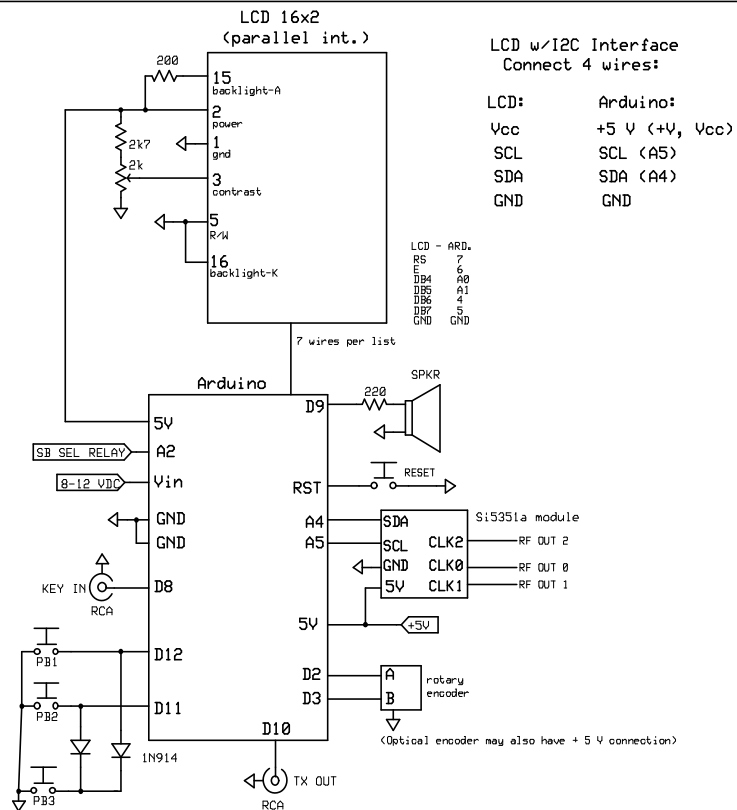 LCD 16x2
(parallel int.)
200
15
backlight-A
2
power
2k7
1
gnd
2k
3
contrast
5
R/W
16
backlight-K
LCD w/I2C Interface
Connect 4 wires:
LCD: Arduino:
Vcc +5 V (+V, Vcc)
SCL SCL (A5)
SDA SDA (A4)
GND GND
LCD - ARD.
RS 7
E 6
DB4 A0
DB5 A1
DB6 4
DB7 5
GND GND
7 wires per list
Arduino
5V
SB SEL RELAY A2
8-12 VDC Vin
GND
GND
KEY IN D8
RCA
PB1 D12
PB2 D11
1N914
PB3
D10
TX OUT
RCA
D9 220 SPKR
RST RESET
Si5351a module
A4 SDA
A5 SCL CLK2 RF OUT 2
GND CLK0 RF OUT 0
5V CLK1 RF OUT 1
5V +5V
D2 A rotary
D3 B encoder
(Optical encoder may also have + 5 V connection)